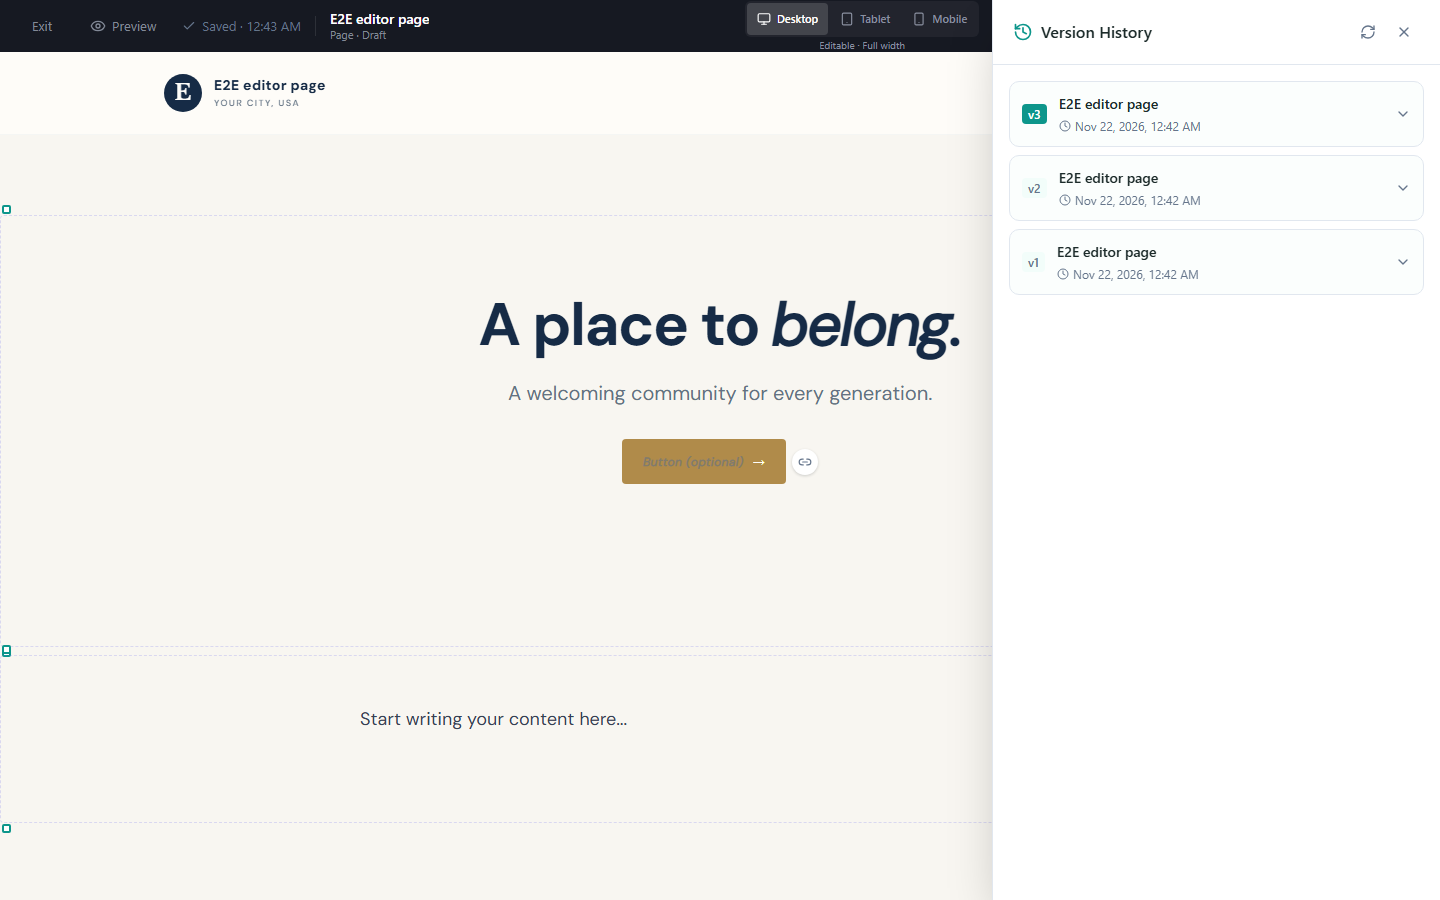 Exit
Preview
Saved · 12:43 AM
E2E editor page
Page · Draft
Desktop
Tablet
Mobile
Editable · Full width
E
E2E editor page
YOUR CITY, USA
A place to belong.
A welcoming community for every generation.
Button (optional) →
Start writing your content here...
Version History
v3
E2E editor page
Nov 22, 2026, 12:42 AM
v2
E2E editor page
Nov 22, 2026, 12:42 AM
v1
E2E editor page
Nov 22, 2026, 12:42 AM